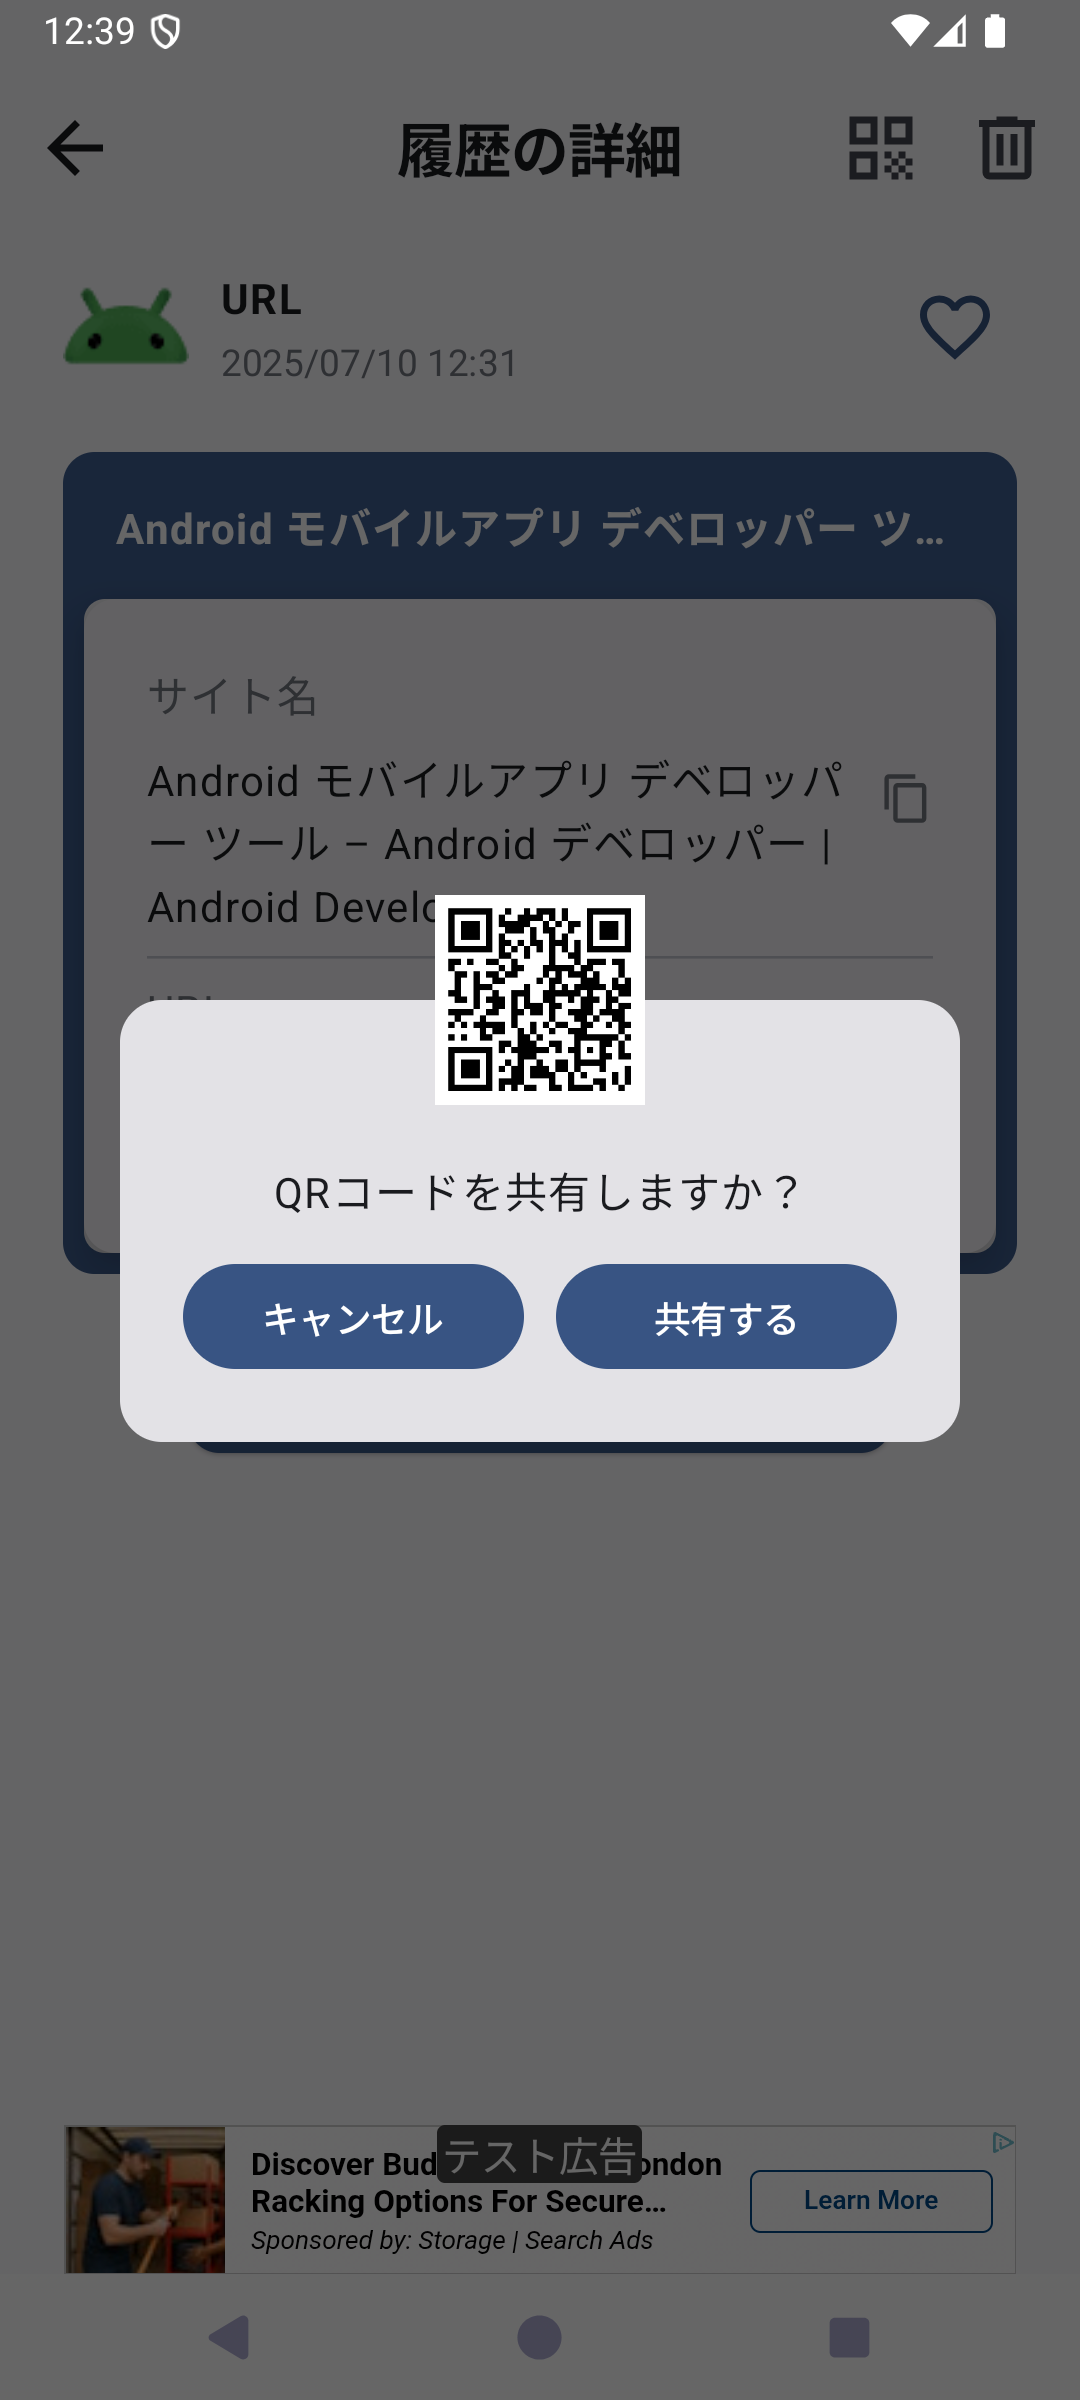 12:39
履歴の詳細
URL
2025/07/10 12:31
Android モバイルアプリ デベロッパー ツ...
サイト名
Android モバイルアプリ デベロッパ
ー ツール – Android デベロッパー |
Android Develo
QRコードを共有しますか？
キャンセル
共有する
テスト広告
Discover Bud ondon
Racking Options For Secure...
Sponsored by: Storage | Search Ads
Learn More